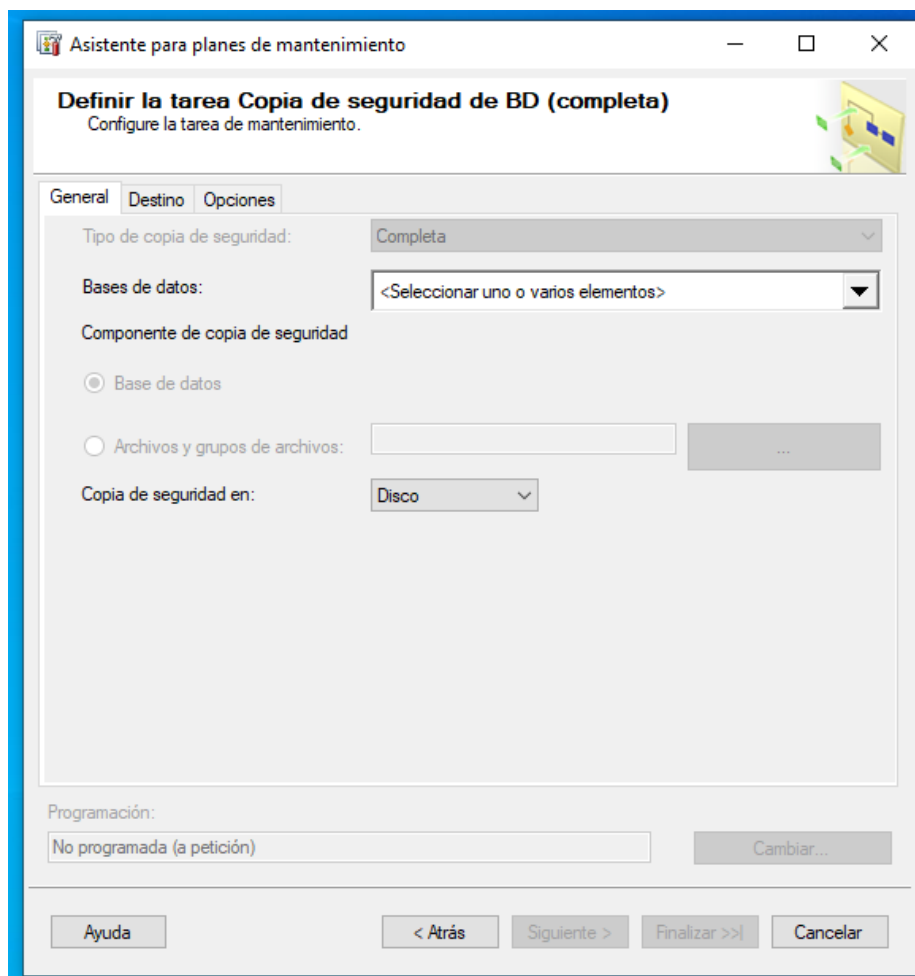 Asistente para planes de mantenimiento
Definir la tarea Copia de seguridad de BD (completa)
Configure la tarea de mantenimiento.
General Destino Opciones
Tipo de copia de seguridad: Completa
Bases de datos: <Seleccionar uno o varios elementos>
Componente de copia de seguridad
Base de datos
Archivos y grupos de archivos: ...
Copia de seguridad en: Disco
Programación:
No programada (a petición) Cambiar...
Ayuda < Atrás Siguiente > Finalizar >>| Cancelar